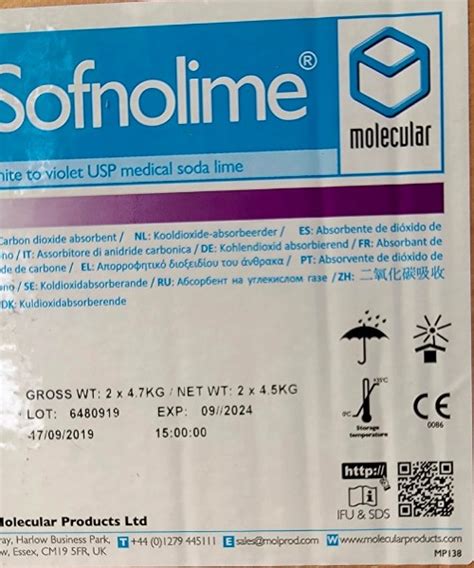 Sofnolime®
molecular
hite to violet USP medical soda lime
Carbon dioxide absorbent / NL: Kooldioxide-absorbeerder / ES: Absorbente de dióxido de
no / IT: Assorbitore di anidride carbonica / DE: Kohlendioxid absorbierend / FR: Absorbant de
de de carbone / EL: Απορροφητικό διοξειδίου του άνθρακα / PT: Absorvente de dióxido de
no / SE: Koldioxidabsorberande / RU: Абсорбент на углекислом газе / ZH: 二氧化碳吸收
DK: Kuldioxidabsorberende
GROSS WT: 2 x 4.7KG / NET WT: 2 x 4.5KG
LOT: 6480919 EXP: 09//2024
17/09/2019 15:00:00
+35°C
0°C
Storage
temperature
CE
0086
http://
IFU & SDS
Molecular Products Ltd
ay, Harlow Business Park, T +44 (0)1279 445111 E sales@molprod.com W www.molecularproducts.com
w, Essex, CM19 5FR, UK
MP138